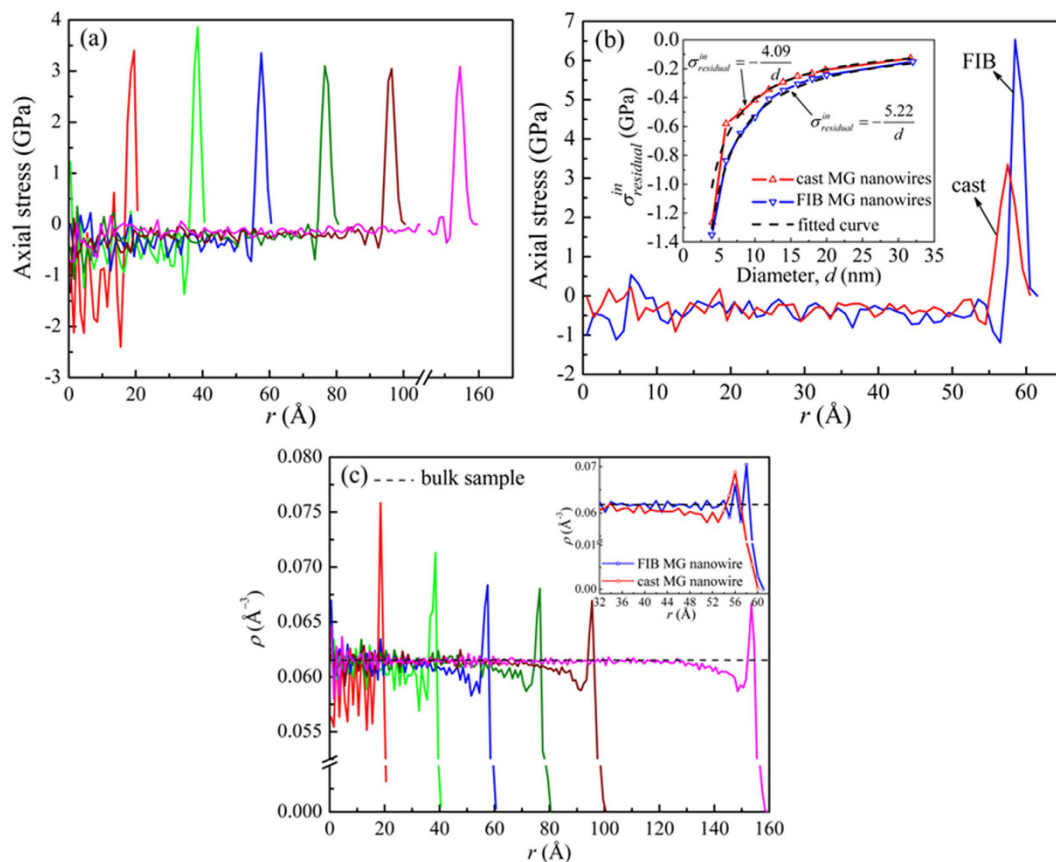 (a)
4
3
2
1
0
-1
-2
-3
Axial stress (GPa)
0 20 40 60 80 100 160
r (Å)
(b)
7
6
5
4
3
2
1
0
-1
-2
Axial stress (GPa)
0 10 20 30 40 50 60
r (Å)
FIB
cast
0.0
-0.2
-0.4
-0.6
-0.8
-1.0
-1.2
-1.4
σ^{in}_{residual} (GPa)
σ^{in}_{residual} = -4.09/d
σ^{in}_{residual} = -5.22/d
cast MG nanowires
FIB MG nanowires
fitted curve
0 5 10 15 20 25 30 35
Diameter, d (nm)
(c)
bulk sample
0.080
0.075
0.070
0.065
0.060
0.055
0.000
ρ (Å⁻³)
0 20 40 60 80 100 120 140 160
r (Å)
0.07
0.06
0.01
0.00
ρ (Å⁻³)
FIB MG nanowire
cast MG nanowire
32 36 40 44 48 52 56 60
r (Å)